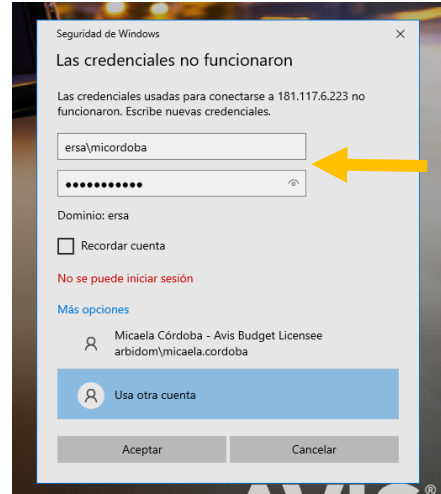 Seguridad de Windows
Las credenciales no funcionaron
Las credenciales usadas para conectarse a 181.117.6.223 no
funcionaron. Escribe nuevas credenciales.
ersa\micordoba
●●●●●●●●●●●
Dominio: ersa
Recordar cuenta
No se puede iniciar sesión
Más opciones
Micaela Córdoba - Avis Budget Licensee
arbidom\micaela.cordoba
Usa otra cuenta
Aceptar
Cancelar
AVIS®